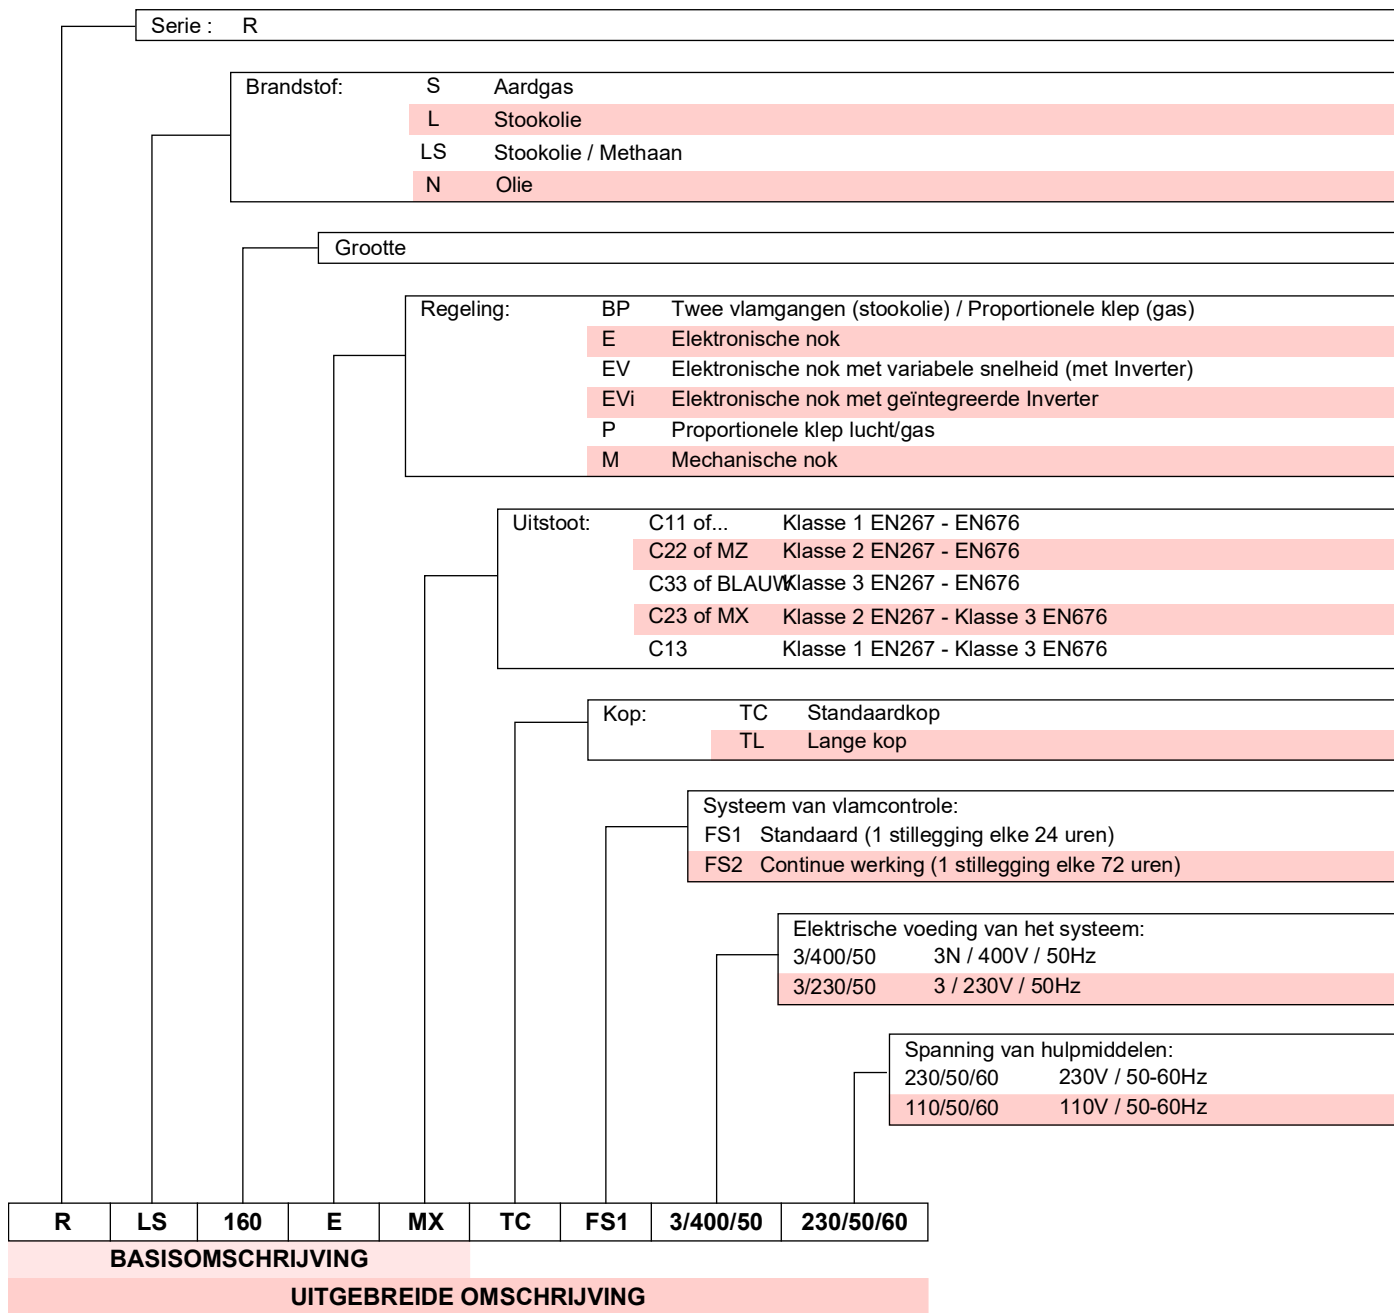 Serie : R
Brandstof: S Aardgas
L Stookolie
LS Stookolie / Methaan
N Olie
Grootte
Regeling: BP Twee vlamgangen (stookolie) / Proportionele klep (gas)
E Elektronische nok
EV Elektronische nok met variabele snelheid (met Inverter)
EVi Elektronische nok met geïntegreerde Inverter
P Proportionele klep lucht/gas
M Mechanische nok
Uitstoot: C11 of... Klasse 1 EN267 - EN676
C22 of MZ Klasse 2 EN267 - EN676
C33 of BLAUW Klasse 3 EN267 - EN676
C23 of MX Klasse 2 EN267 - Klasse 3 EN676
C13 Klasse 1 EN267 - Klasse 3 EN676
Kop: TC Standaardkop
TL Lange kop
Systeem van vlamcontrole:
FS1 Standaard (1 stillegging elke 24 uren)
FS2 Continue werking (1 stillegging elke 72 uren)
Elektrische voeding van het systeem:
3/400/50 3N / 400V / 50Hz
3/230/50 3 / 230V / 50Hz
Spanning van hulpmiddelen:
230/50/60 230V / 50-60Hz
110/50/60 110V / 50-60Hz
R LS 160 E MX TC FS1 3/400/50 230/50/60
BASISOMSCHRIJVING
UITGEBREIDE OMSCHRIJVING